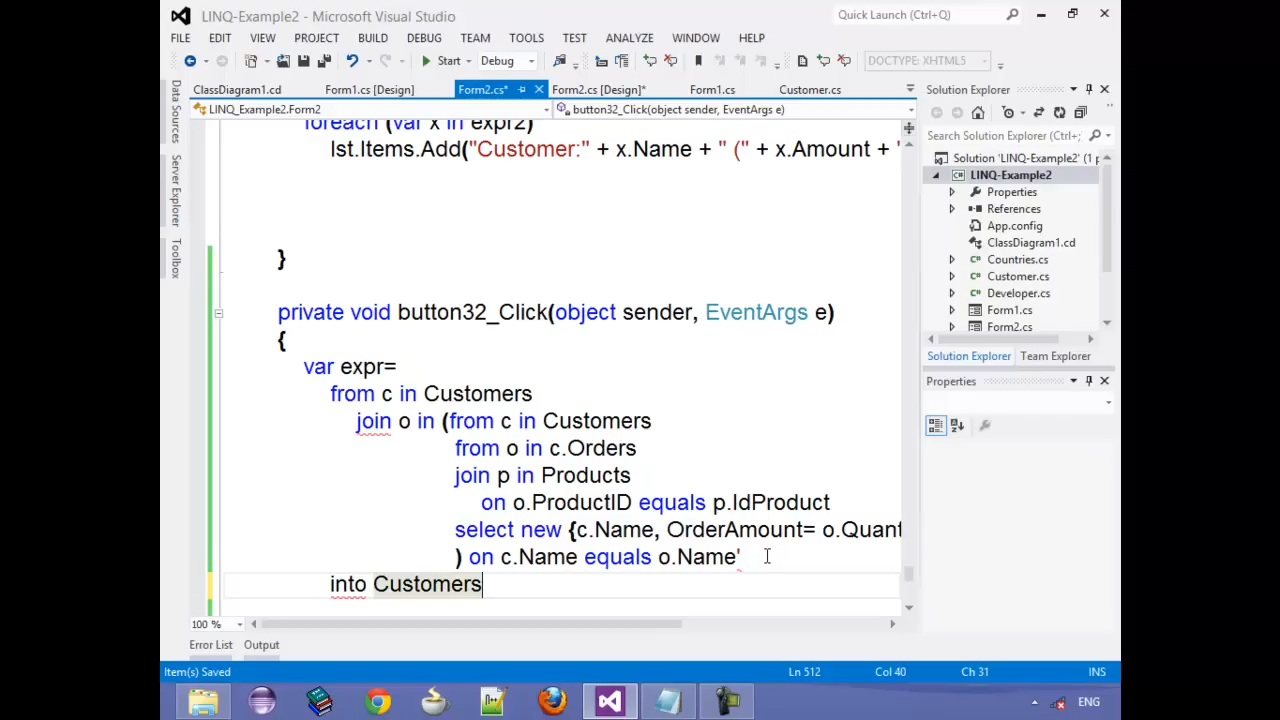 LINQ-Example2 - Microsoft Visual Studio
Quick Launch (Ctrl+Q)
FILE EDIT VIEW PROJECT BUILD DEBUG TEAM TOOLS TEST ANALYZE WINDOW HELP
Start Debug DOCTYPE: XHTML5
ClassDiagram1.cd Form1.cs [Design] Form2.cs* Form2.cs [Design]* Form1.cs Customer.cs
LINQ_Example2.Form2 button32_Click(object sender, EventArgs e)
Data Sources
Server Explorer
Toolbox
foreach (var x in expr2)
lst.Items.Add("Customer:" + x.Name + " (" + x.Amount + '
}
private void button32_Click(object sender, EventArgs e)
{
var expr=
from c in Customers
join o in (from c in Customers
from o in c.Orders
join p in Products
on o.ProductID equals p.IdProduct
select new {c.Name, OrderAmount= o.Quant
) on c.Name equals o.Name'
into Customers
100 %
Solution Explorer
Search Solution Explorer (Ctrl+;)
Solution 'LINQ-Example2' (1 p
LINQ-Example2
Properties
References
App.config
ClassDiagram1.cd
Countries.cs
Customer.cs
Developer.cs
Form1.cs
Form2.cs
Solution Explorer Team Explorer
Properties
Error List Output
Item(s) Saved Ln 512 Col 40 Ch 31 INS
ENG